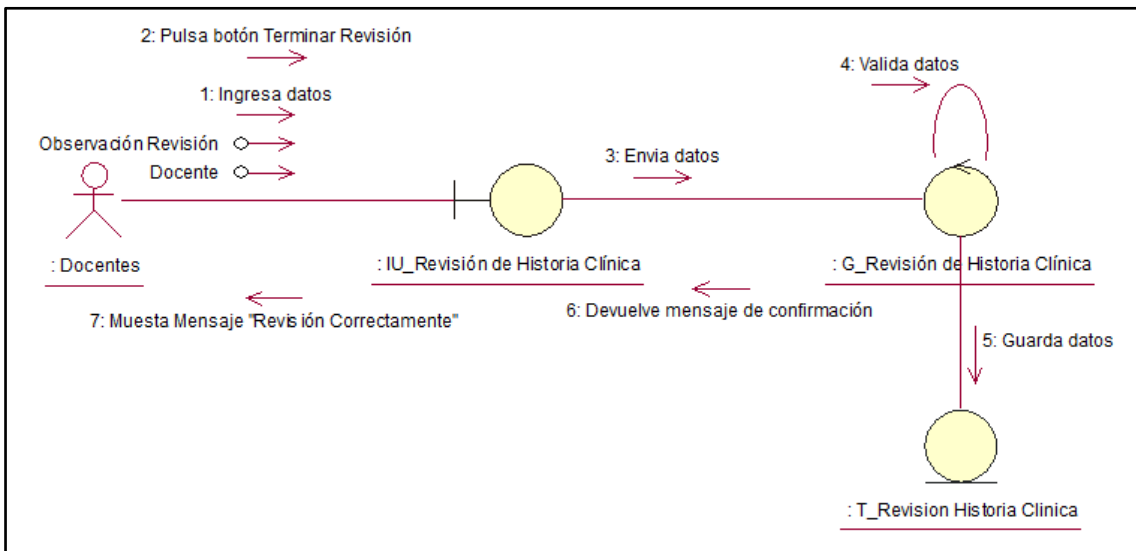 2: Pulsa botón Terminar Revisión
1: Ingresa datos
Observación Revisión
Docente
4: Valida datos
3: Envia datos
: Docentes
: IU_Revisión de Historia Clínica
: G_Revisión de Historia Clínica
7: Muesta Mensaje "Revisión Correctamente"
6: Devuelve mensaje de confirmación
5: Guarda datos
: T_Revision Historia Clinica